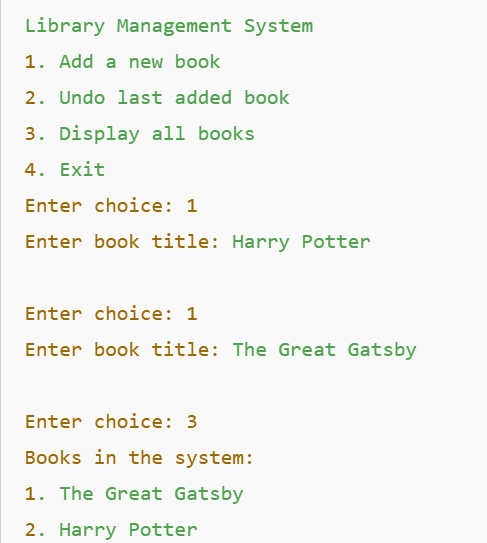 Library Management System
1. Add a new book
2. Undo last added book
3. Display all books
4. Exit
Enter choice: 1
Enter book title: Harry Potter
Enter choice: 1
Enter book title: The Great Gatsby
Enter choice: 3
Books in the system:
1. The Great Gatsby
2. Harry Potter